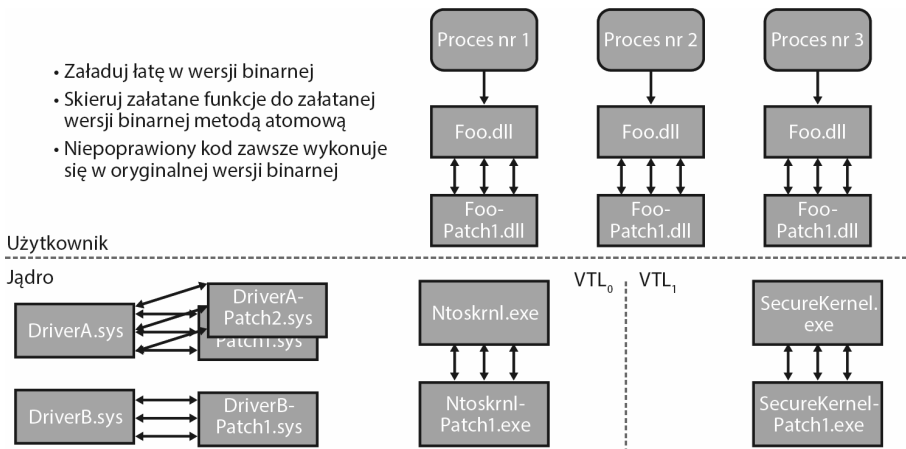 • Załaduj łatę w wersji binarnej
• Skieruj załatane funkcje do załatanej
wersji binarnej metodą atomową
• Niepoprawiony kod zawsze wykonuje
się w oryginalnej wersji binarnej
Proces nr 1
Proces nr 2
Proces nr 3
Foo.dll
Foo.dll
Foo.dll
Foo-
Patch1.dll
Foo-
Patch1.dll
Foo-
Patch1.dll
Użytkownik
Jądro
VTL₀
VTL₁
DriverA.sys
DriverA-
Patch2.sys
Patch1.sys
Ntoskrnl.exe
SecureKernel.
exe
DriverB.sys
DriverB-
Patch1.sys
Ntoskrnl-
Patch1.exe
SecureKernel-
Patch1.exe